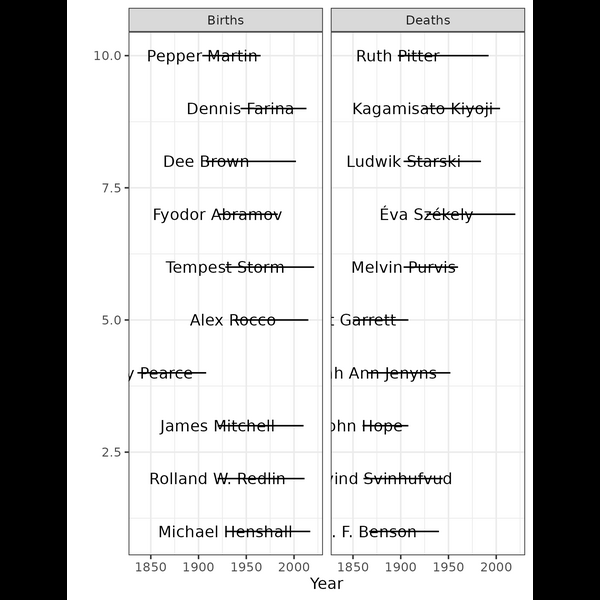 Births
Deaths
10.0
Pepper Martin
Ruth Pitter
Dennis Farina
Kagamisato Kiyoji
Dee Brown
Ludwik Starski
7.5
Fyodor Abramov
Éva Székely
Tempest Storm
Melvin Purvis
5.0
Alex Rocco
t Garrett
y Pearce
h Ann Jenyns
James Mitchell
ohn Hope
2.5
Rolland W. Redlin
vind Svinhufvud
Michael Henshall
. F. Benson
1850 1900 1950 2000
1850 1900 1950 2000
Year